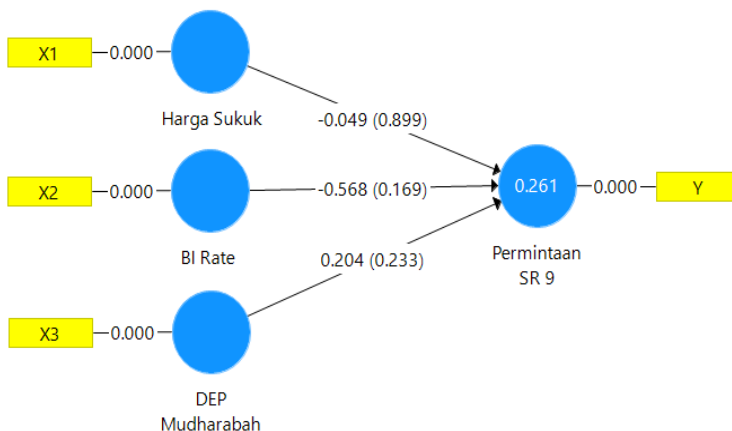 X1
0.000
Harga Sukuk
-0.049 (0.899)
X2
0.000
BI Rate
-0.568 (0.169)
0.261
0.000
Y
Permintaan
SR 9
X3
0.000
DEP
Mudharabah
0.204 (0.233)